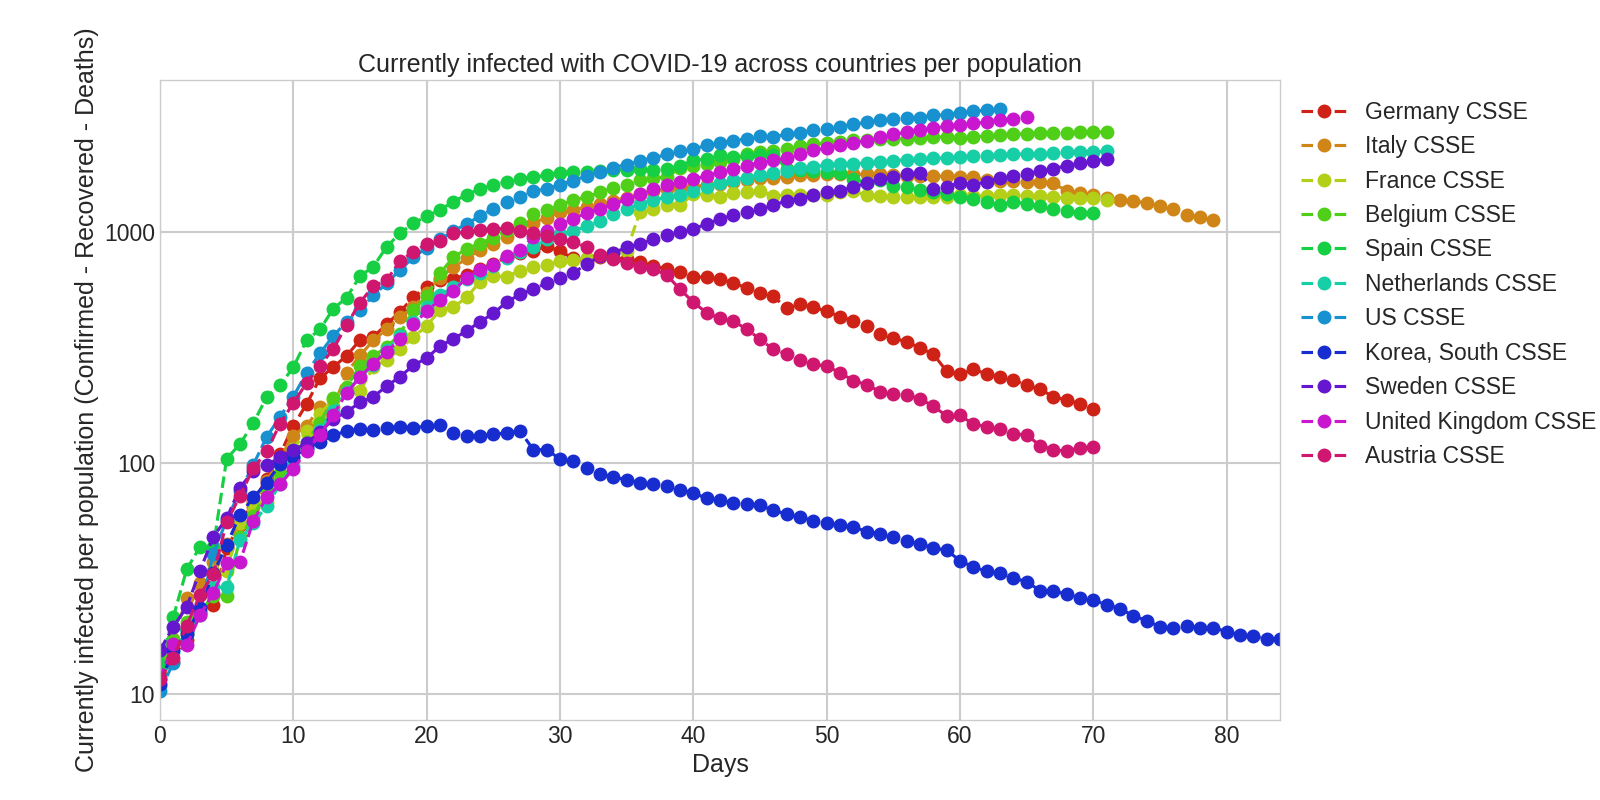 Currently infected with COVID-19 across countries per population
Currently infected per population (Confirmed - Recovered - Deaths)
1000
100
10
0 10 20 30 40 50 60 70 80
Days
Germany CSSE
Italy CSSE
France CSSE
Belgium CSSE
Spain CSSE
Netherlands CSSE
US CSSE
Korea, South CSSE
Sweden CSSE
United Kingdom CSSE
Austria CSSE